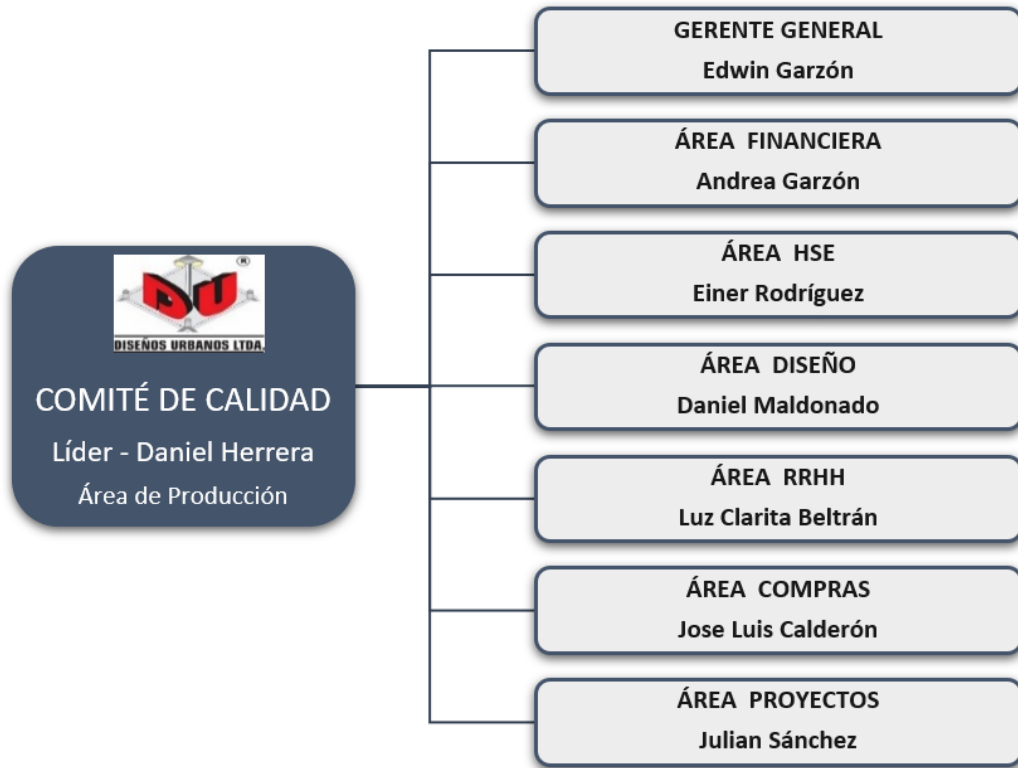 DU
®
DISEÑOS URBANOS LTDA.
COMITÉ DE CALIDAD
Líder - Daniel Herrera
Área de Producción
GERENTE GENERAL
Edwin Garzón
ÁREA FINANCIERA
Andrea Garzón
ÁREA HSE
Einer Rodríguez
ÁREA DISEÑO
Daniel Maldonado
ÁREA RRHH
Luz Clarita Beltrán
ÁREA COMPRAS
Jose Luis Calderón
ÁREA PROYECTOS
Julian Sánchez